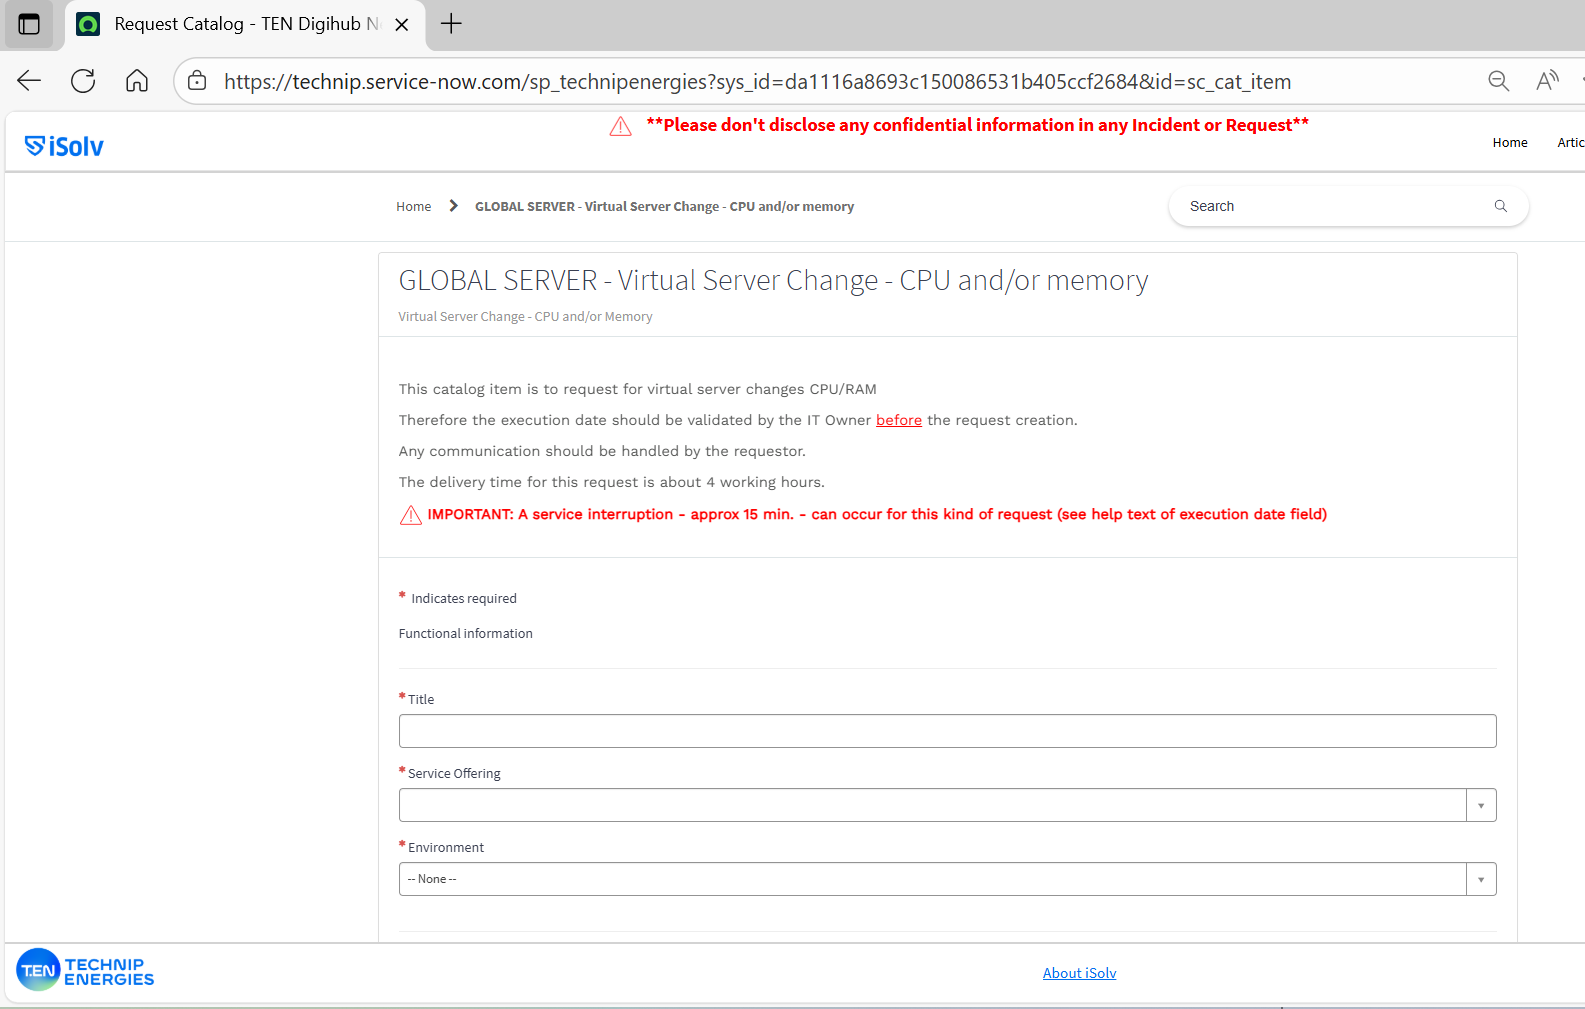 Request Catalog - TEN Digihub
https://technip.service-now.com/sp_technipenergies?sys_id=da1116a8693c150086531b405ccf2684&id=sc_cat_item
**Please don't disclose any confidential information in any Incident or Request**
iSolv
Home
Home
GLOBAL SERVER - Virtual Server Change - CPU and/or memory
Search
GLOBAL SERVER - Virtual Server Change - CPU and/or memory
Virtual Server Change - CPU and/or Memory
This catalog item is to request for virtual server changes CPU/RAM
Therefore the execution date should be validated by the IT Owner before the request creation.
Any communication should be handled by the requestor.
The delivery time for this request is about 4 working hours.
IMPORTANT: A service interruption - approx 15 min. - can occur for this kind of request (see help text of execution date field)
* Indicates required
Functional information
* Title
* Service Offering
* Environment
-- None --
T.EN TECHNIP
ENERGIES
About iSolv